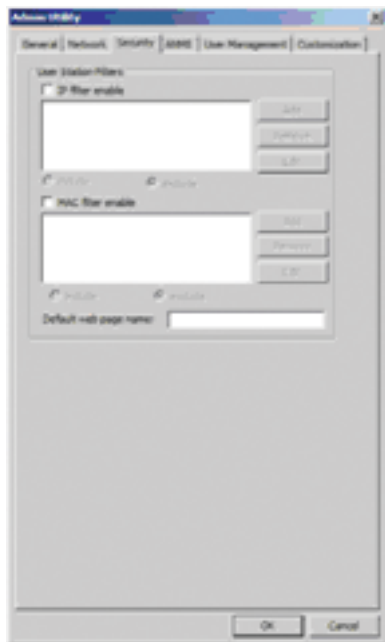 Admin Utility
General Network Security ANMS User Management Customization
User Station Filters
IP filter enable
Add
Remove
Edit
include exclude
MAC filter enable
Add
Remove
Edit
include exclude
Default web page name:
OK Cancel